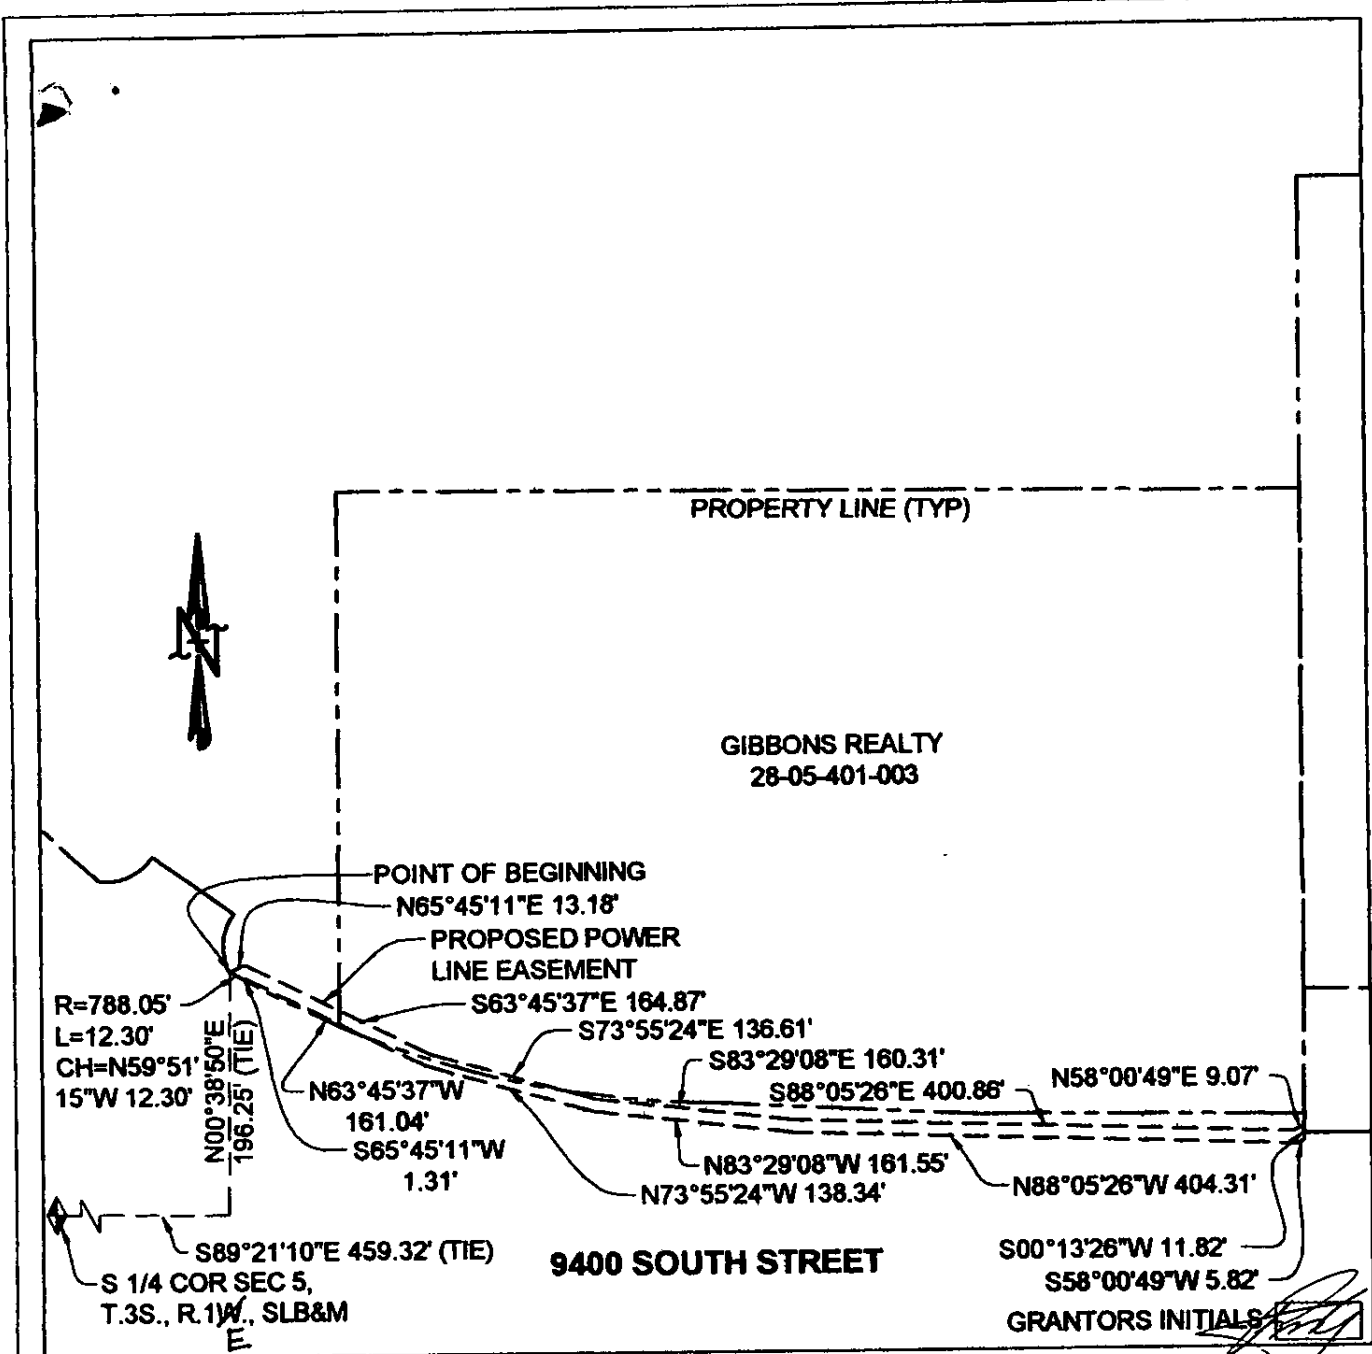 N
PROPERTY LINE (TYP)
GIBBONS REALTY
28-05-401-003
POINT OF BEGINNING
N65°45'11"E 13.18'
PROPOSED POWER
LINE EASEMENT
S63°45'37"E 164.87'
S73°55'24"E 136.61'
S83°29'08"E 160.31'
S88°05'26"E 400.86'
N58°00'49"E 9.07'
R=788.05'
L=12.30'
CH=N59°51'
15"W 12.30'
N00°38'50"E
196.25' (TIE)
N63°45'37"W
161.04'
S65°45'11"W
1.31'
N83°29'08"W 161.55'
N73°55'24"W 138.34'
N88°05'26"W 404.31'
S89°21'10"E 459.32' (TIE)
S 1/4 COR SEC 5,
T.3S., R.1W., SLB&M
E
9400 SOUTH STREET
S00°13'26"W 11.82'
S58°00'49"W 5.82'
GRANTORS INITIALS